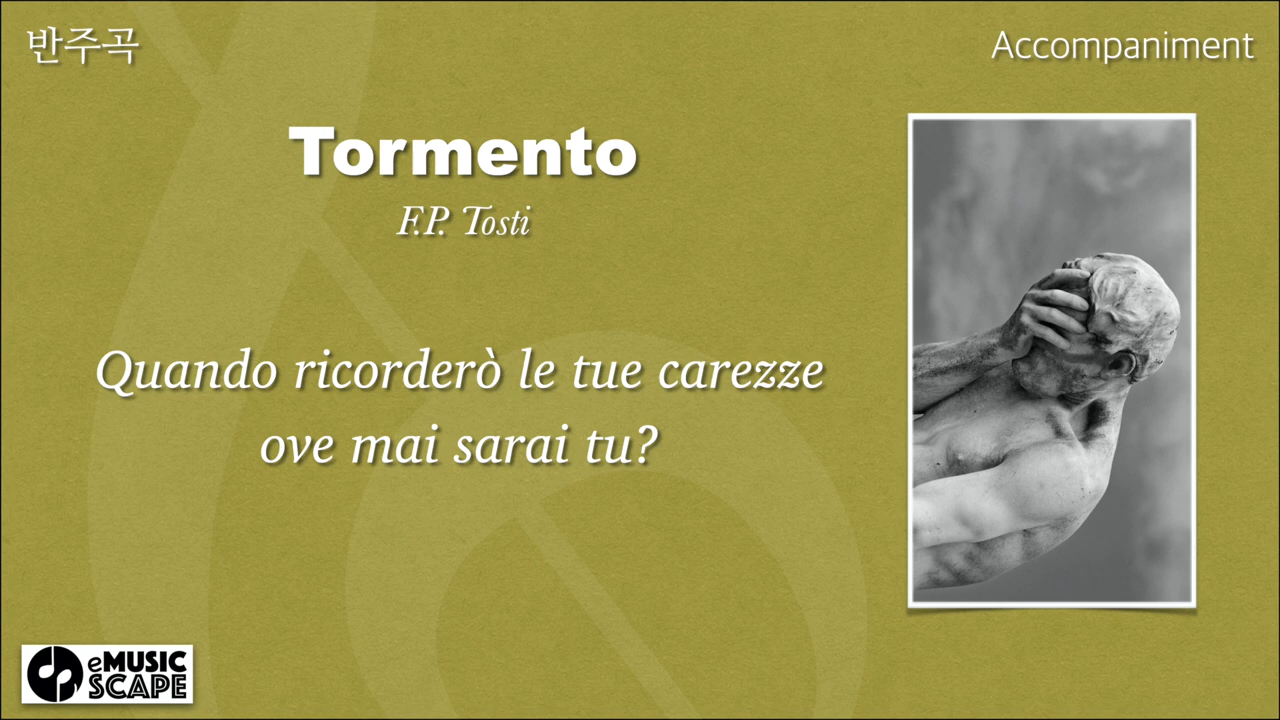 반주곡
Accompaniment
Tormento
F.P. Tosti
Quando ricorderò le tue carezze
ove mai sarai tu?
eMUSIC
SCAPE